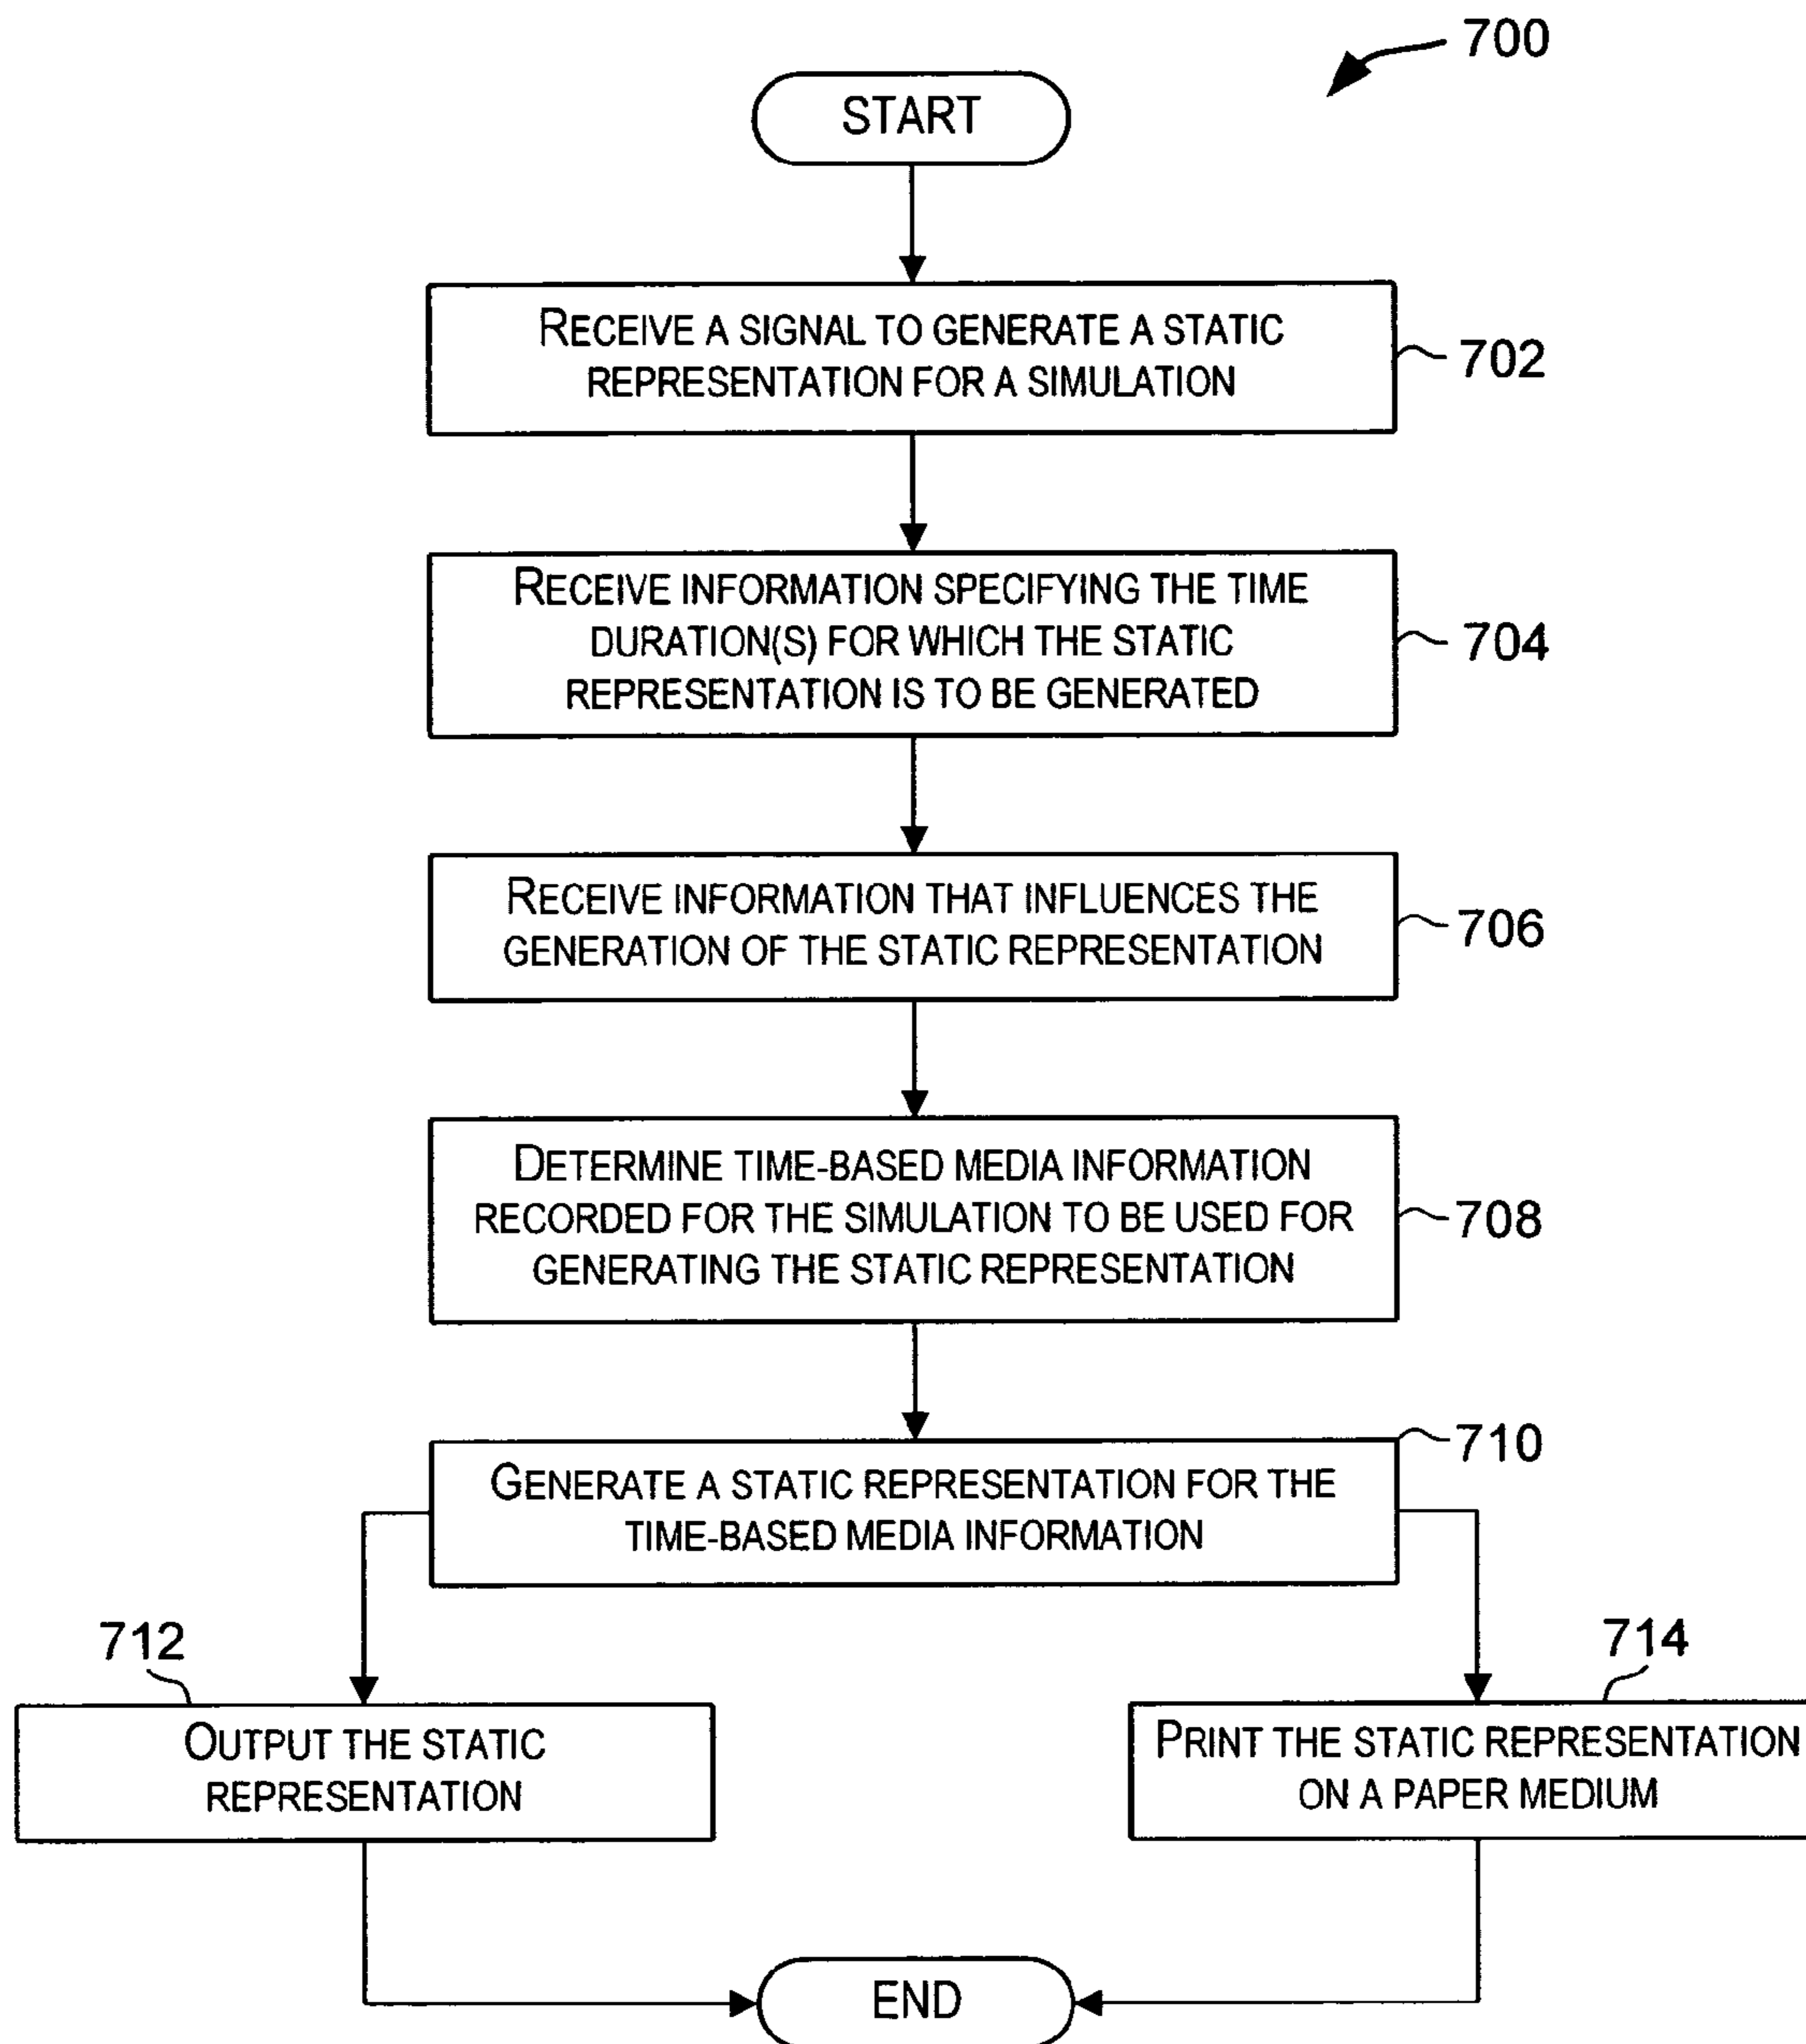 700
START
RECEIVE A SIGNAL TO GENERATE A STATIC
REPRESENTATION FOR A SIMULATION
702
RECEIVE INFORMATION SPECIFYING THE TIME
DURATION(S) FOR WHICH THE STATIC
REPRESENTATION IS TO BE GENERATED
704
RECEIVE INFORMATION THAT INFLUENCES THE
GENERATION OF THE STATIC REPRESENTATION
706
DETERMINE TIME-BASED MEDIA INFORMATION
RECORDED FOR THE SIMULATION TO BE USED FOR
GENERATING THE STATIC REPRESENTATION
708
710
GENERATE A STATIC REPRESENTATION FOR THE
TIME-BASED MEDIA INFORMATION
712
OUTPUT THE STATIC
REPRESENTATION
714
PRINT THE STATIC REPRESENTATION
ON A PAPER MEDIUM
END